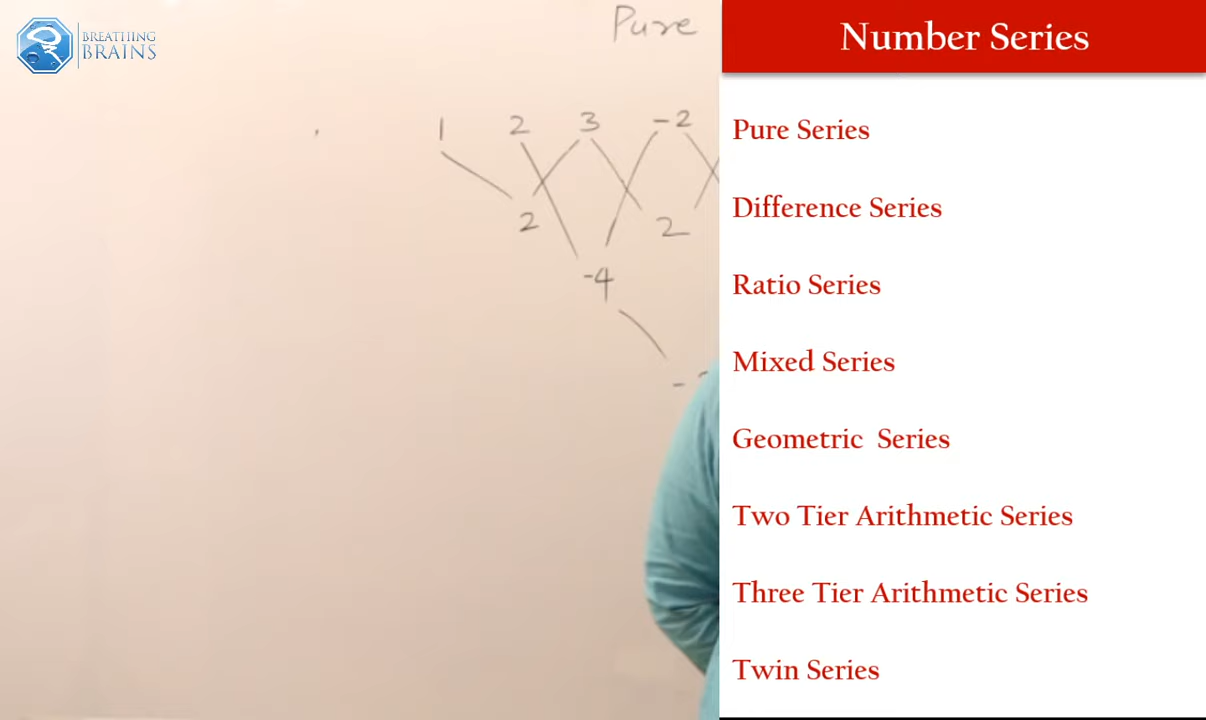 BREATHING
BRAINS
Pure
1 2 3 -2
2 2
-4
Number Series
Pure Series
Difference Series
Ratio Series
Mixed Series
Geometric Series
Two Tier Arithmetic Series
Three Tier Arithmetic Series
Twin Series